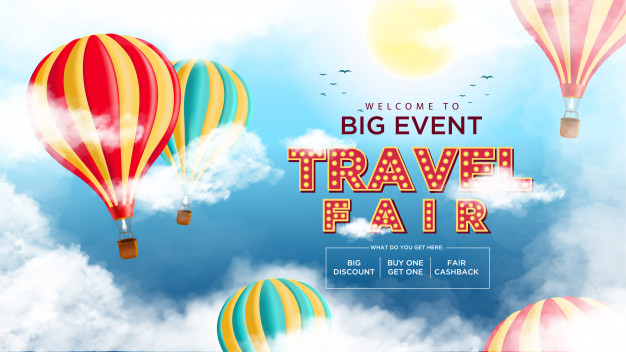 WELCOME TO
BIG EVENT
TRAVEL
FAIR
WHAT DO YOU GET HERE:
BIG DISCOUNT
BUY ONE GET ONE
FAIR CASHBACK